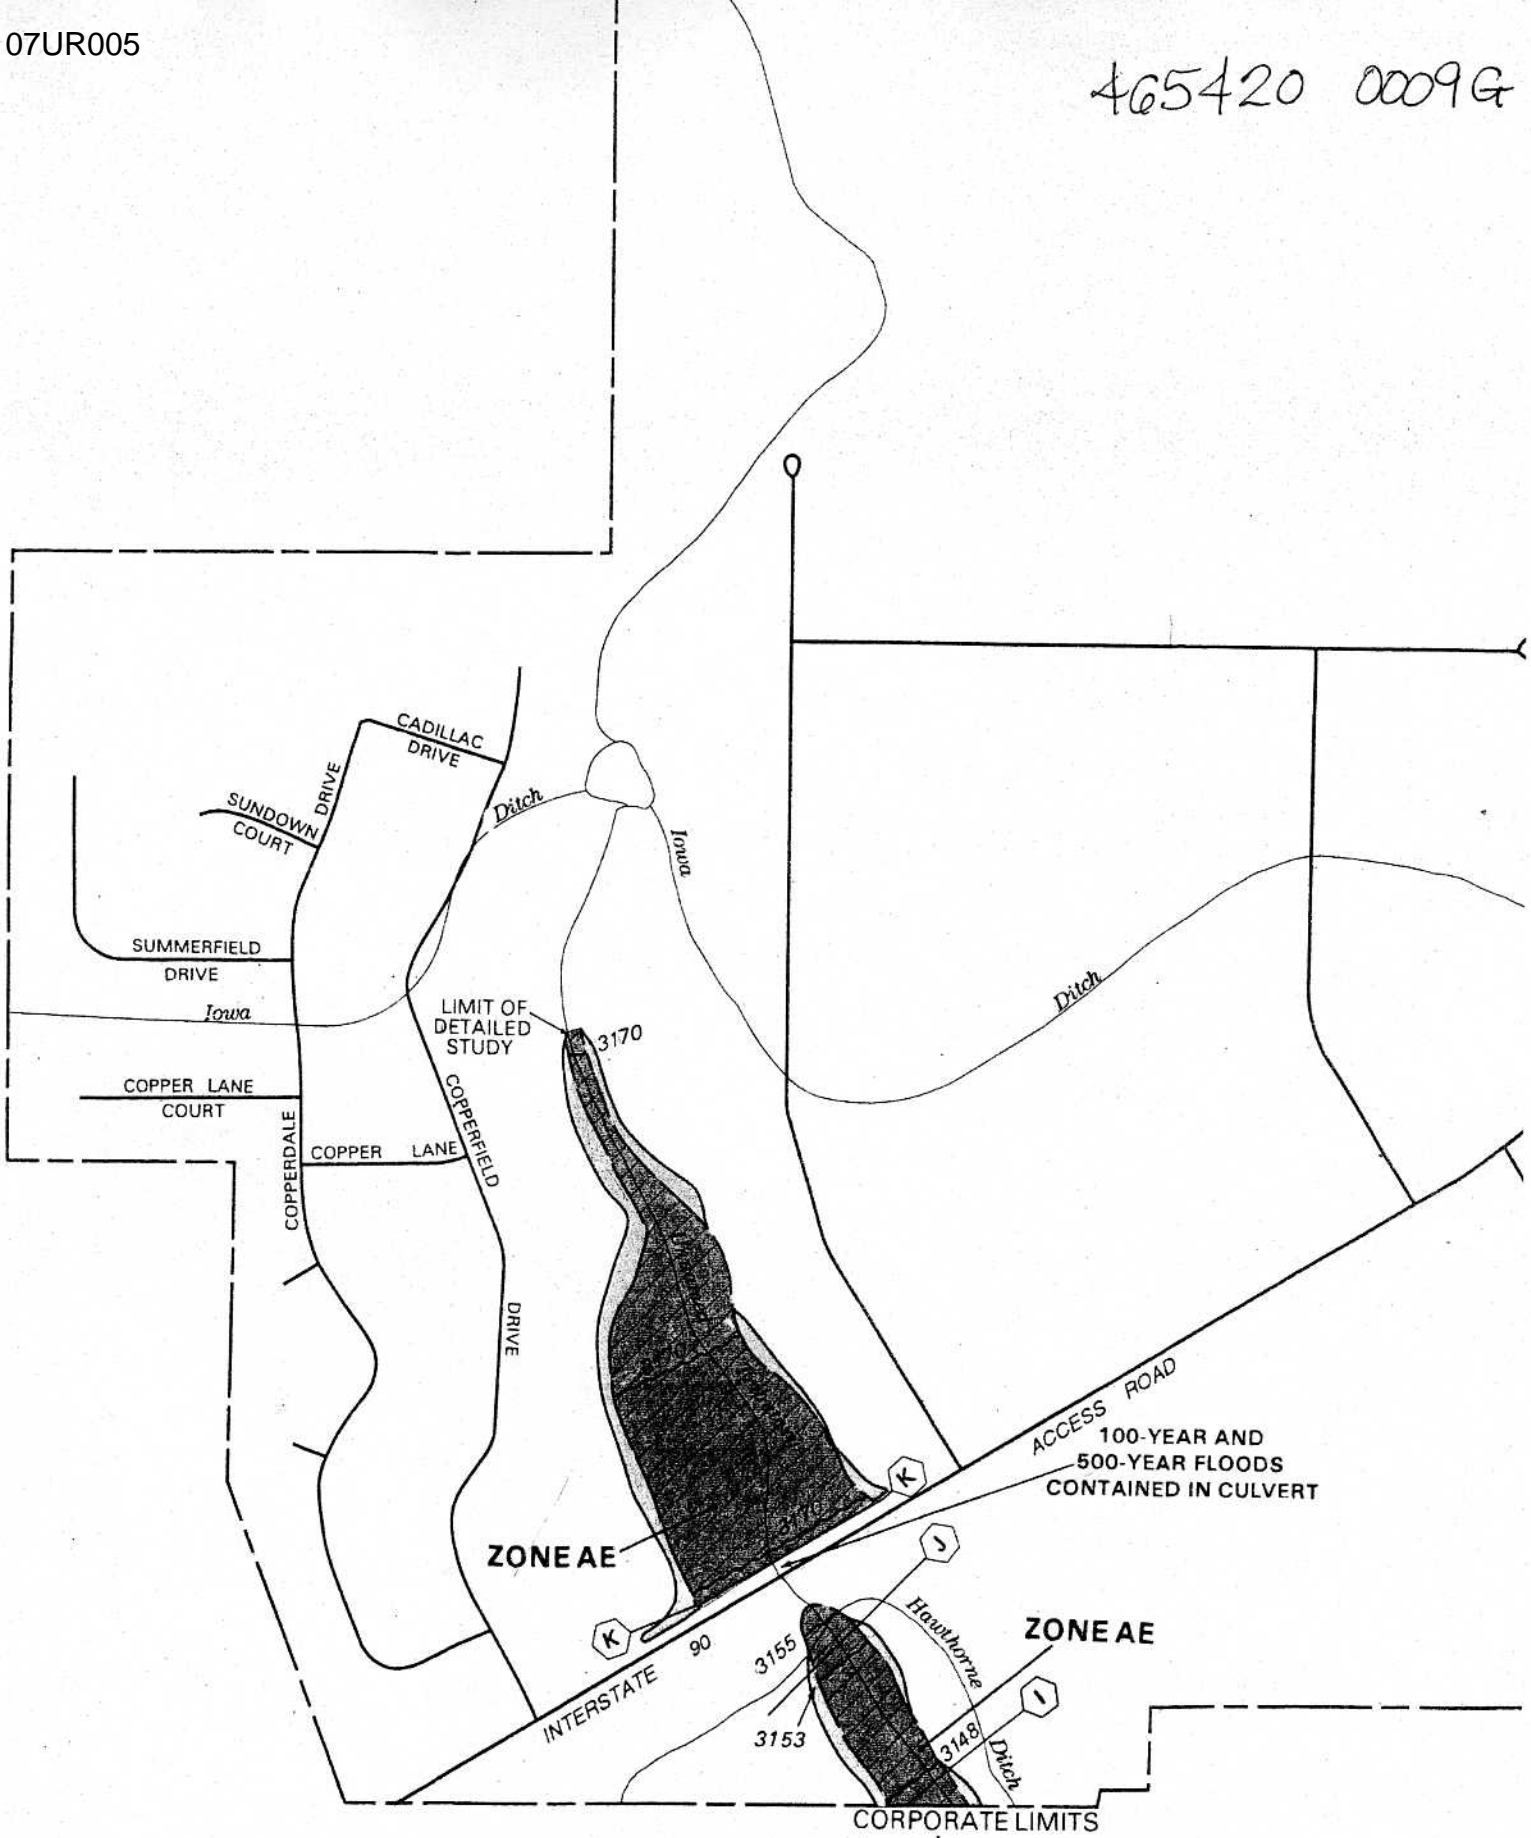 07UR005
465420 0009G
CADILLAC
DRIVE
DRIVE
SUNDOWN
COURT
Ditch
Iowa
SUMMERFIELD
DRIVE
Ditch
Iowa
LIMIT OF
DETAILED
STUDY
3170
COPPER LANE
COURT
COPPERFIELD
COPPERDALE
COPPER LANE
DRIVE
ACCESS ROAD
100-YEAR AND
500-YEAR FLOODS
CONTAINED IN CULVERT
K
3170
J
ZONE AE
Hawthorne
ZONE AE
K
90
3155
INTERSTATE
I
3153
3148
Ditch
CORPORATE LIMITS